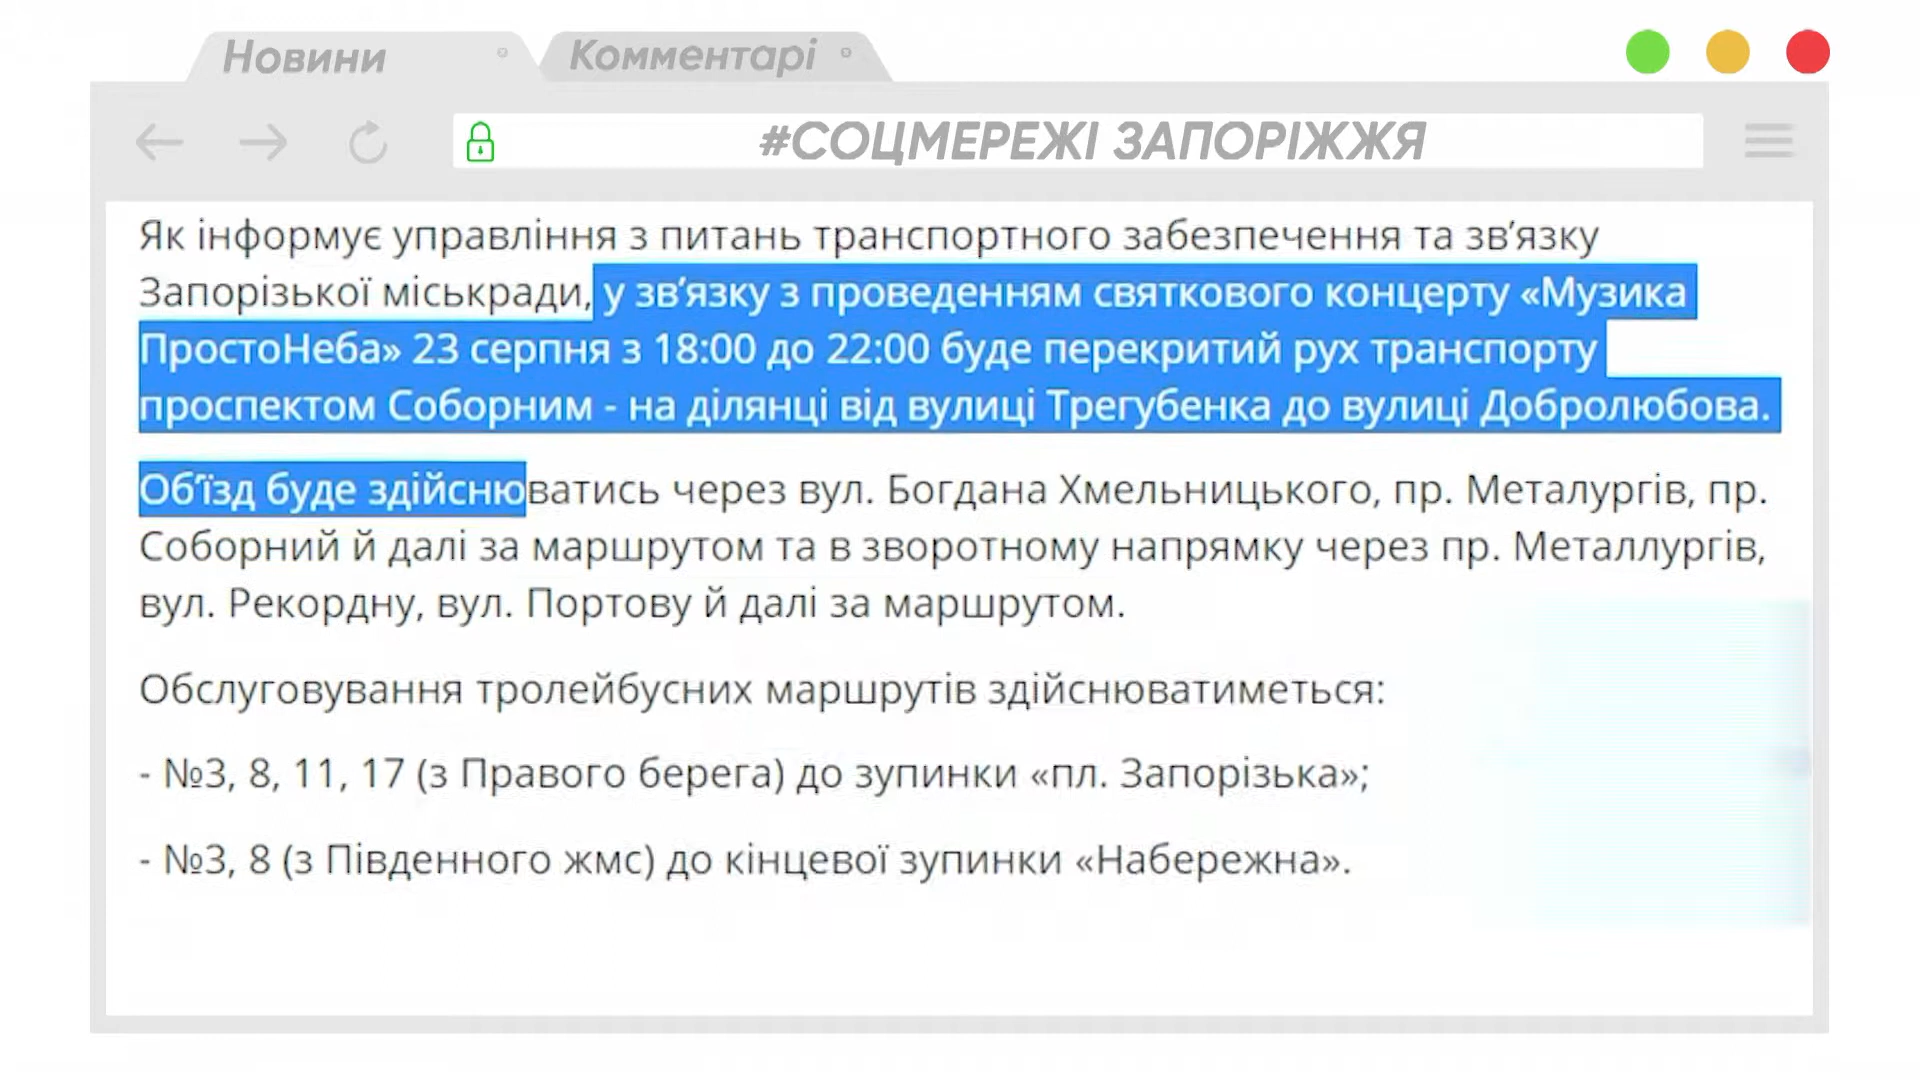 Новини
Комментарі
#СОЦМЕРЕЖІ ЗАПОРІЖЖЯ
Як інформує управління з питань транспортного забезпечення та зв’язку
Запорізької міськради, у зв’язку з проведенням святкового концерту «Музика
ПростоНеба» 23 серпня з 18:00 до 22:00 буде перекритий рух транспорту
проспектом Соборним - на ділянці від вулиці Трегубенка до вулиці Добролюбова.
Об’їзд буде здійснюватись через вул. Богдана Хмельницького, пр. Металургів, пр.
Соборний й далі за маршрутом та в зворотному напрямку через пр. Металлургів,
вул. Рекордну, вул. Портову й далі за маршрутом.
Обслуговування тролейбусних маршрутів здійснюватиметься:
- №3, 8, 11, 17 (з Правого берега) до зупинки «пл. Запорізька»;
- №3, 8 (з Південного жмс) до кінцевої зупинки «Набережна».